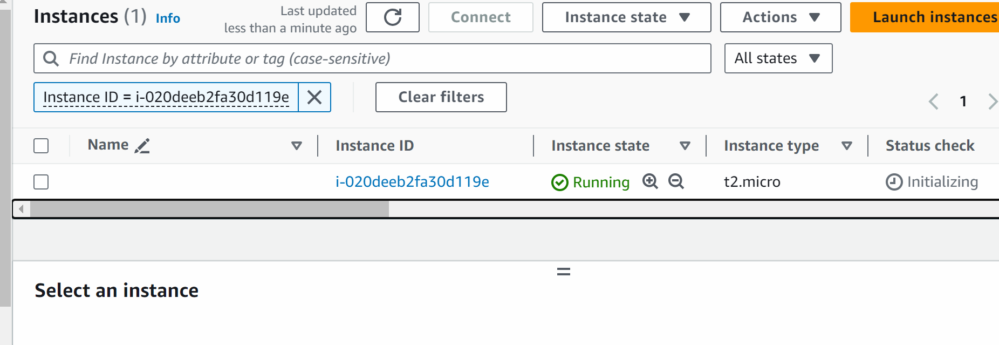 Instances (1) Info
Last updated
less than a minute ago
Connect
Instance state
Actions
Launch instances
Find Instance by attribute or tag (case-sensitive)
All states
Instance ID = i-020deeb2fa30d119e
Clear filters
1
Name
Instance ID
Instance state
Instance type
Status check
i-020deeb2fa30d119e
Running
t2.micro
Initializing
Select an instance